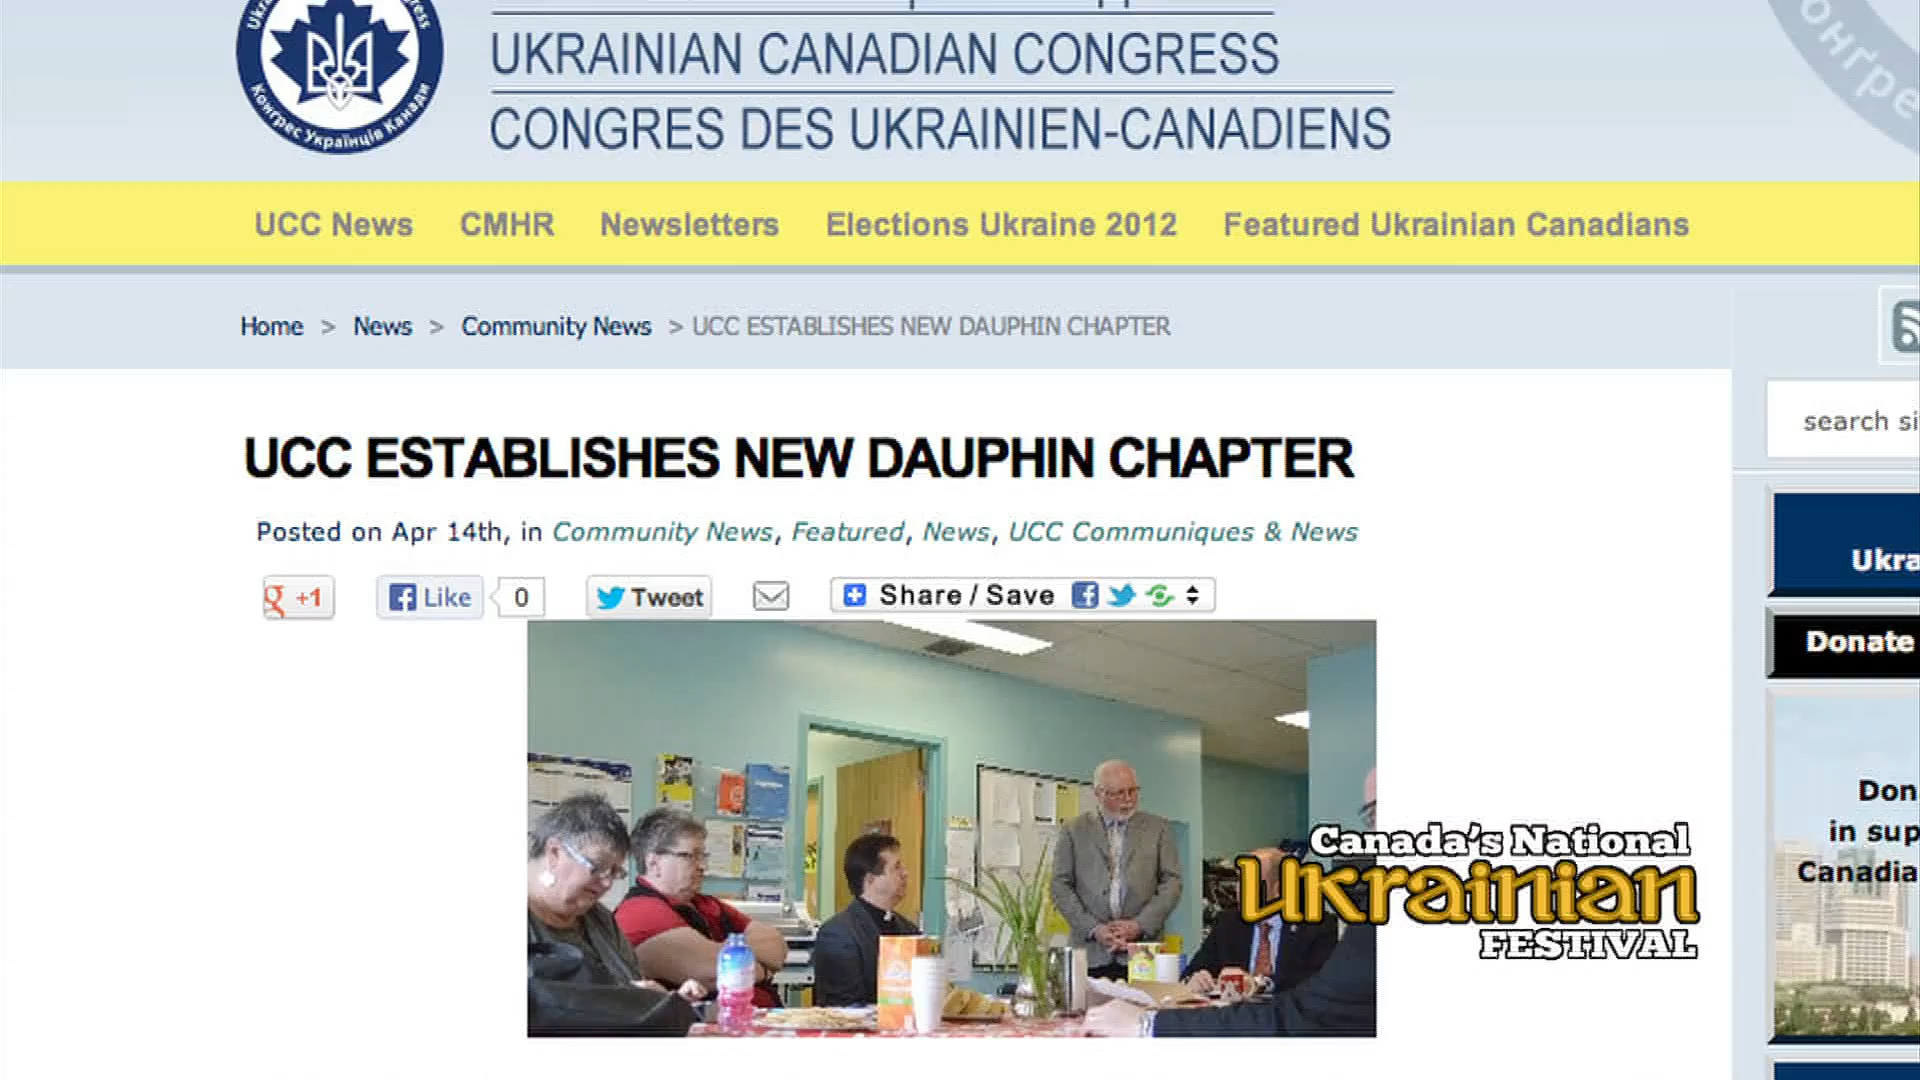 Конгрес Українців Канади
UKRAINIAN CANADIAN CONGRESS
CONGRES DES UKRAINIEN-CANADIENS
UCC News CMHR Newsletters Elections Ukraine 2012 Featured Ukrainian Canadians
Home > News > Community News > UCC ESTABLISHES NEW DAUPHIN CHAPTER
search si
UCC ESTABLISHES NEW DAUPHIN CHAPTER
Posted on Apr 14th, in Community News, Featured, News, UCC Communiques & News
g +1 Like 0 Tweet Share / Save
Ukra
Donate
Don
in sup
Canadia
Canada's National
Ukrainian
FESTIVAL